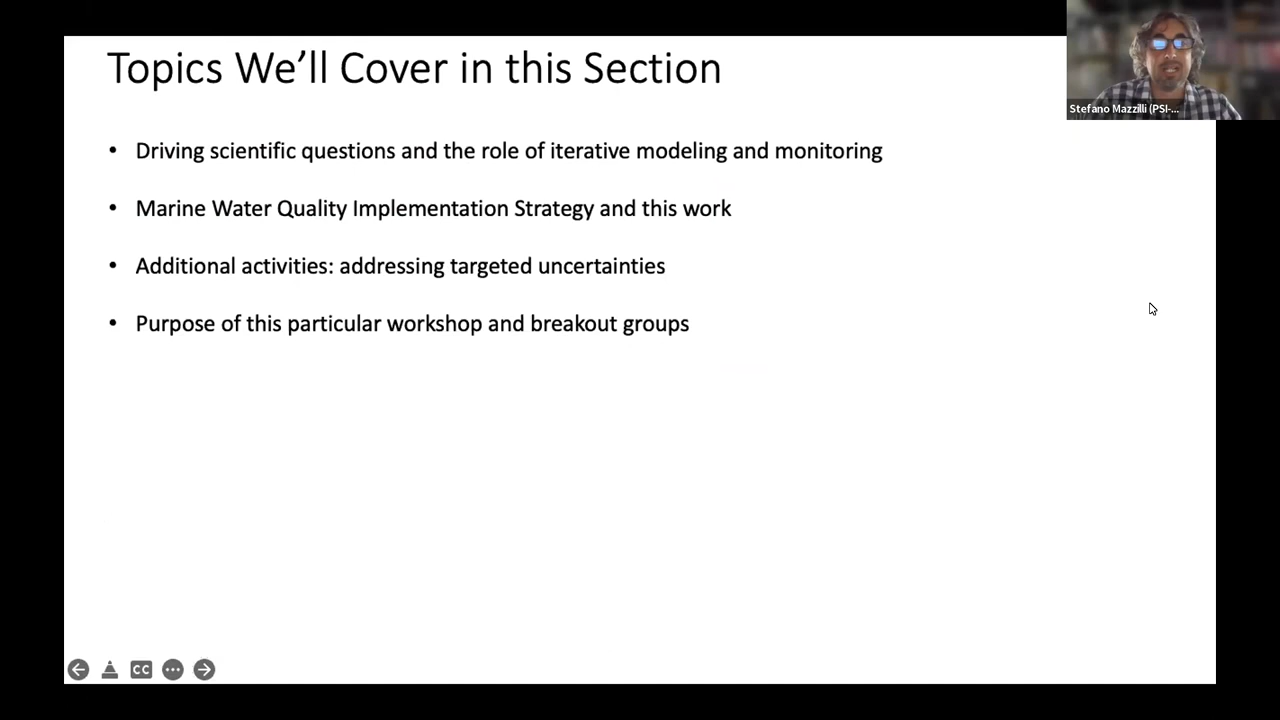 Topics We'll Cover in this Section
Stefano Mazzilli (PSI-...
• Driving scientific questions and the role of iterative modeling and monitoring
• Marine Water Quality Implementation Strategy and this work
• Additional activities: addressing targeted uncertainties
• Purpose of this particular workshop and breakout groups
CC